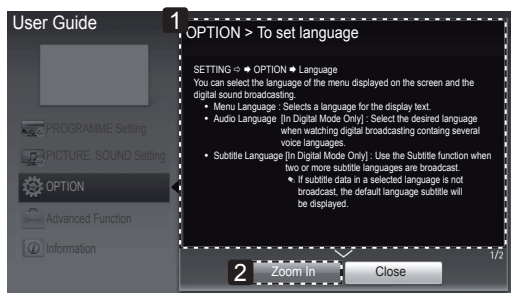 User Guide
1
OPTION > To set language
SETTING ⇨ ➡ OPTION ➡ Language
You can select the language of the menu displayed on the screen and the
digital sound broadcasting.
• Menu Language : Selects a language for the display text.
• Audio Language [In Digital Mode Only] : Select the desired language
when watching digital broadcasting containg several
voice languages.
• Subtitle Language [In Digital Mode Only] : Use the Subtitle function when
two or more subtitle languages are broadcast.
If subtitle data in a selected language is not
broadcast, the default language subtitle will
be displayed.
PROGRAMME Setting
PICTURE, SOUND Setting
OPTION
Advanced Function
Information
1/2
2
Zoom In
Close